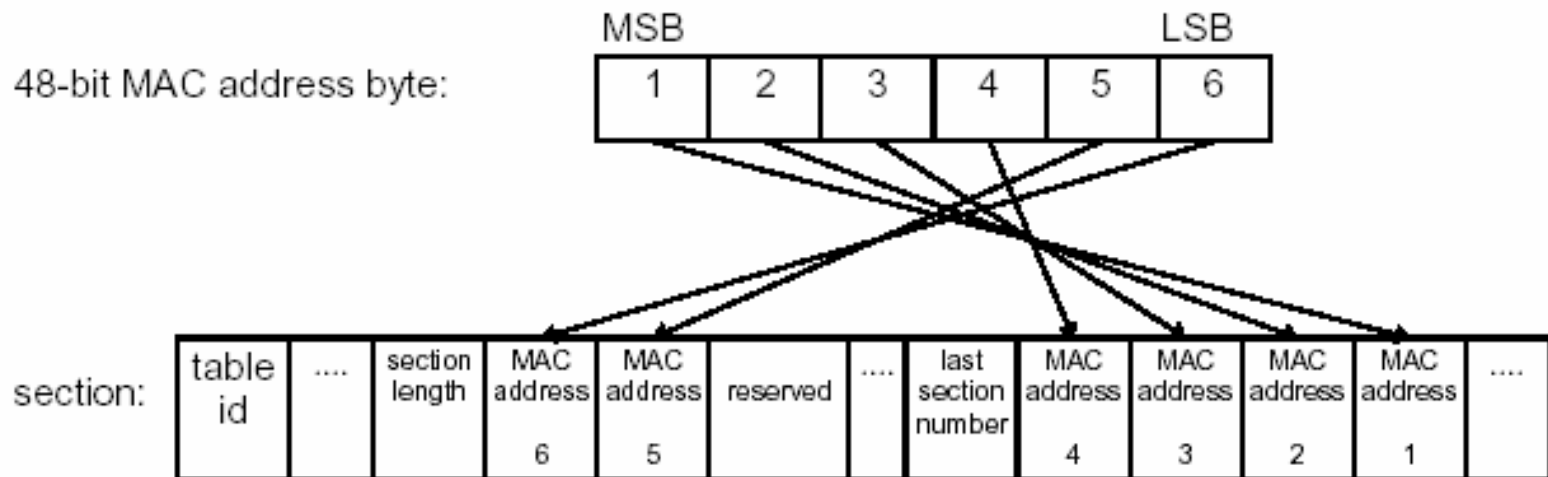 MSB LSB
48-bit MAC address byte: 1 2 3 4 5 6
section: table id .... section length MAC address 6 MAC address 5 reserved .... last section number MAC address 4 MAC address 3 MAC address 2 MAC address 1 ....